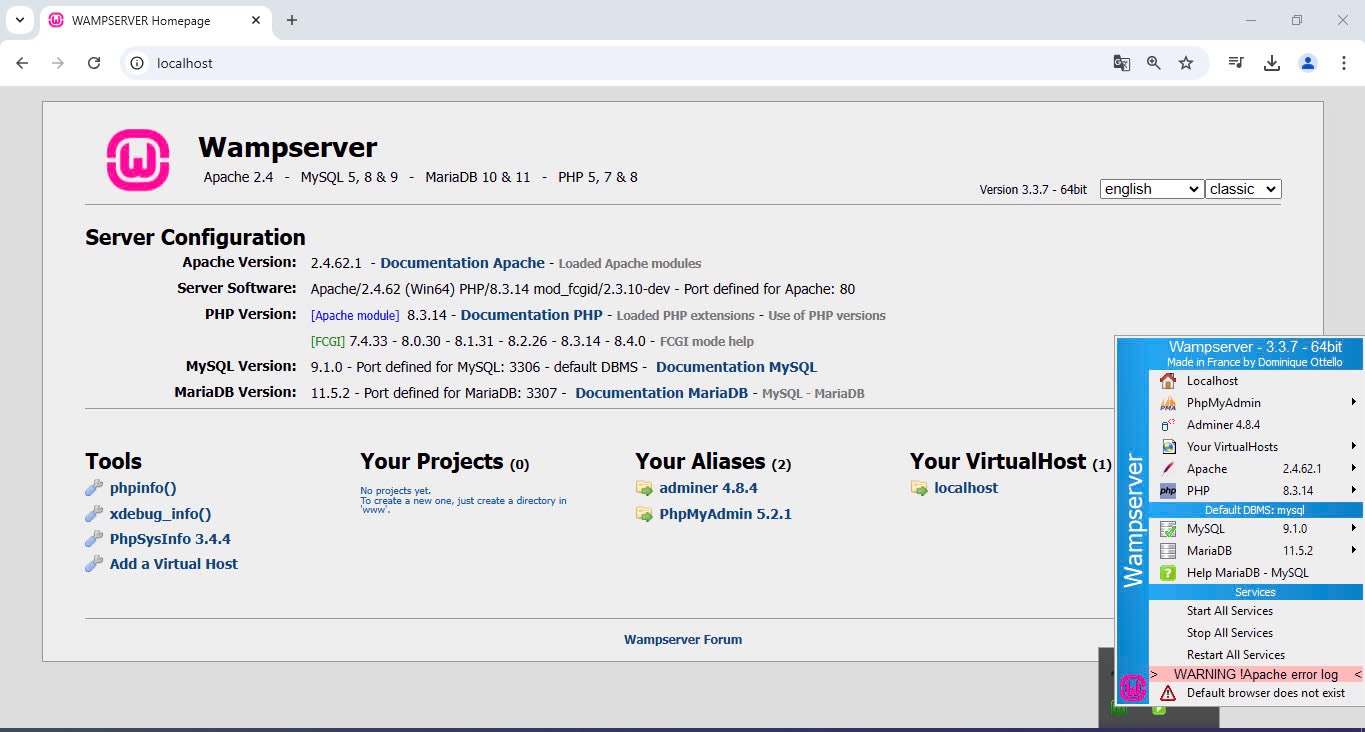 WAMPSERVER Homepage
localhost
Wampserver
Apache 2.4 - MySQL 5, 8 & 9 - MariaDB 10 & 11 - PHP 5, 7 & 8
Version 3.3.7 - 64bit english classic
Server Configuration
Apache Version: 2.4.62.1 - Documentation Apache - Loaded Apache modules
Server Software: Apache/2.4.62 (Win64) PHP/8.3.14 mod_fcgid/2.3.10-dev - Port defined for Apache: 80
PHP Version: [Apache module] 8.3.14 - Documentation PHP - Loaded PHP extensions - Use of PHP versions
[FCGI] 7.4.33 - 8.0.30 - 8.1.31 - 8.2.26 - 8.3.14 - 8.4.0 - FCGI mode help
MySQL Version: 9.1.0 - Port defined for MySQL: 3306 - default DBMS - Documentation MySQL
MariaDB Version: 11.5.2 - Port defined for MariaDB: 3307 - Documentation MariaDB - MySQL - MariaDB
Tools
phpinfo()
xdebug_info()
PhpSysInfo 3.4.4
Add a Virtual Host
Your Projects (0)
No projects yet.
To create a new one, just create a directory in
'www'.
Your Aliases (2)
adminer 4.8.4
PhpMyAdmin 5.2.1
Your VirtualHost (1)
localhost
Wampserver Forum
Wampserver - 3.3.7 - 64bit
Made in France by Dominique Ottello
Wampserver
Localhost
PMA PhpMyAdmin
Adminer 4.8.4
Your VirtualHosts
Apache 2.4.62.1
php PHP 8.3.14
Default DBMS: mysql
MySQL 9.1.0
MariaDB 11.5.2
? Help MariaDB - MySQL
Services
Start All Services
Stop All Services
Restart All Services
> WARNING !Apache error log <
Default browser does not exist